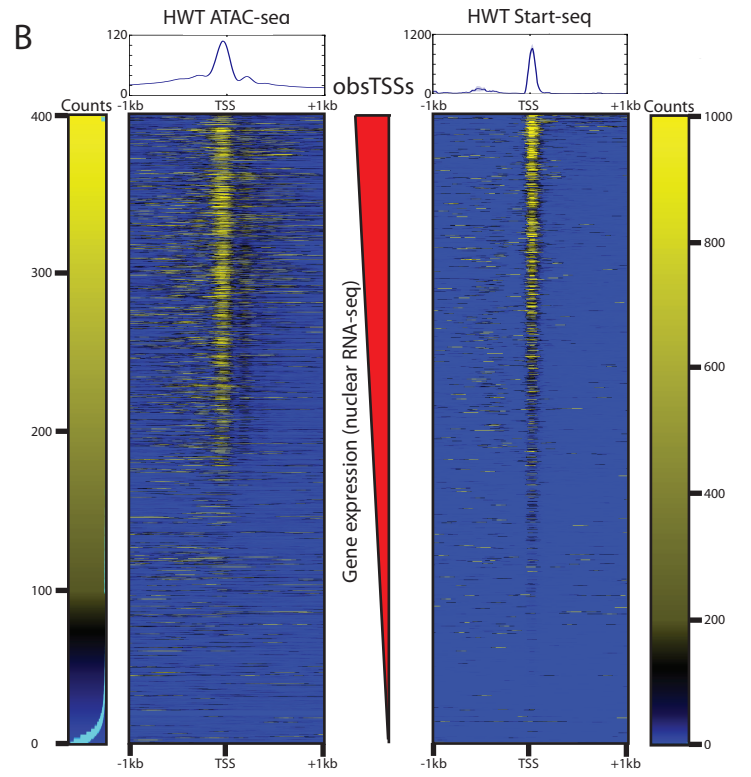 B
HWT ATAC-seq
HWT Start-seq
120
0
1200
0
obsTSSs
Counts
-1kb
TSS
+1kb
-1kb
TSS
+1kb
Counts
400
300
200
100
0
Gene expression (nuclear RNA-seq)
1000
800
600
400
200
0
-1kb
TSS
+1kb
-1kb
TSS
+1kb